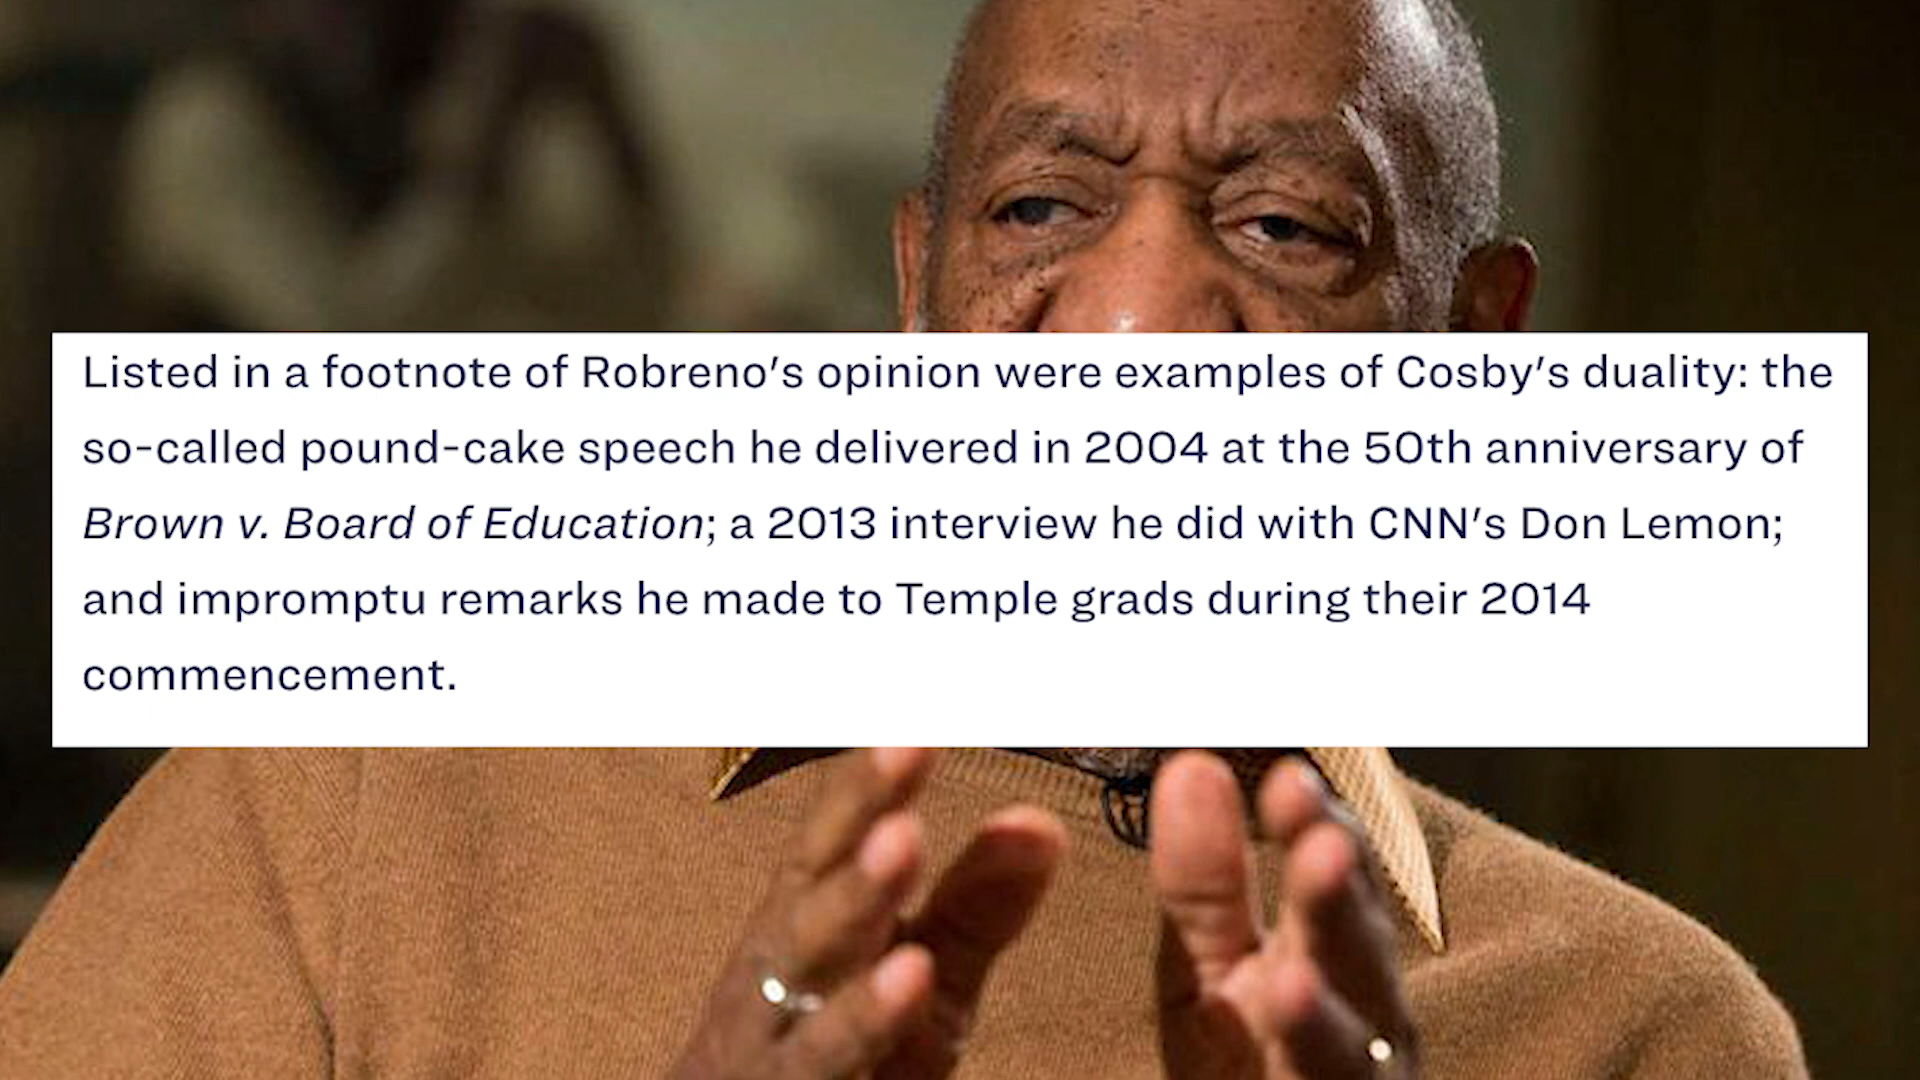 Listed in a footnote of Robreno's opinion were examples of Cosby's duality: the
so-called pound-cake speech he delivered in 2004 at the 50th anniversary of
Brown v. Board of Education; a 2013 interview he did with CNN's Don Lemon;
and impromptu remarks he made to Temple grads during their 2014
commencement.